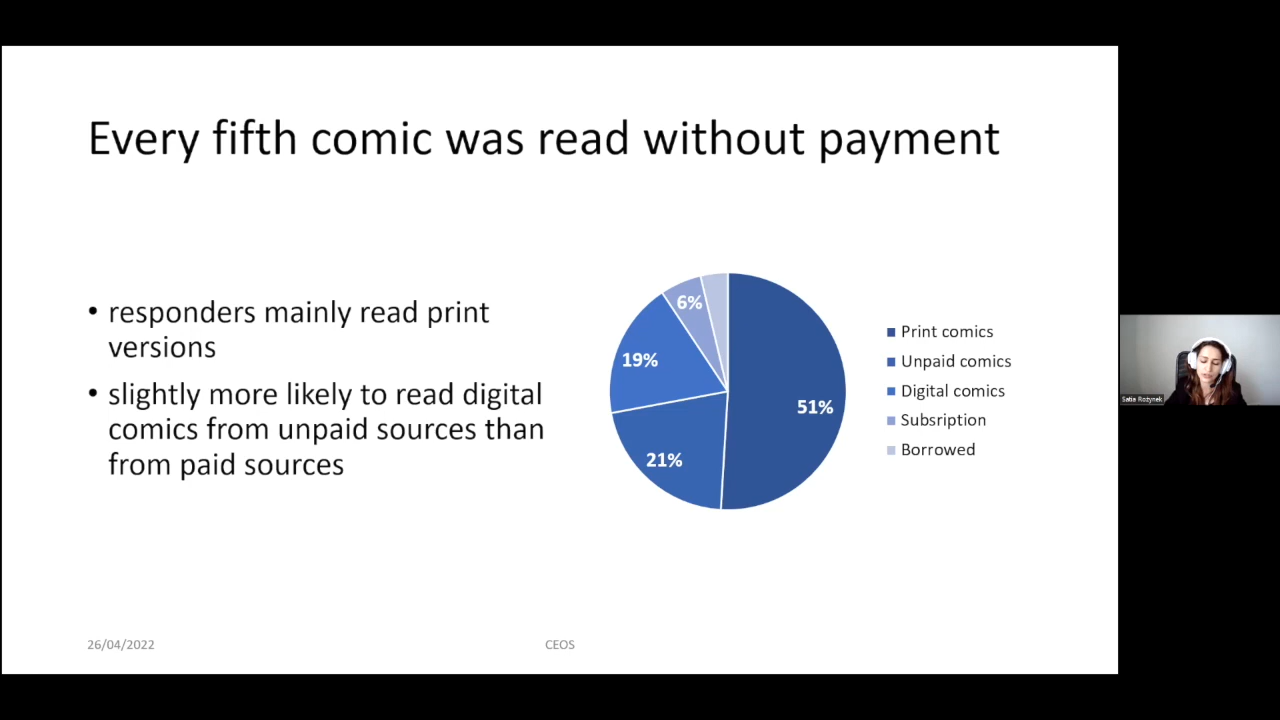 Every fifth comic was read without payment
• responders mainly read print
versions
• slightly more likely to read digital
comics from unpaid sources than
from paid sources
6%
19%
51%
21%
Print comics
Unpaid comics
Digital comics
Subsription
Borrowed
Satia Rożynek
26/04/2022
CEOS